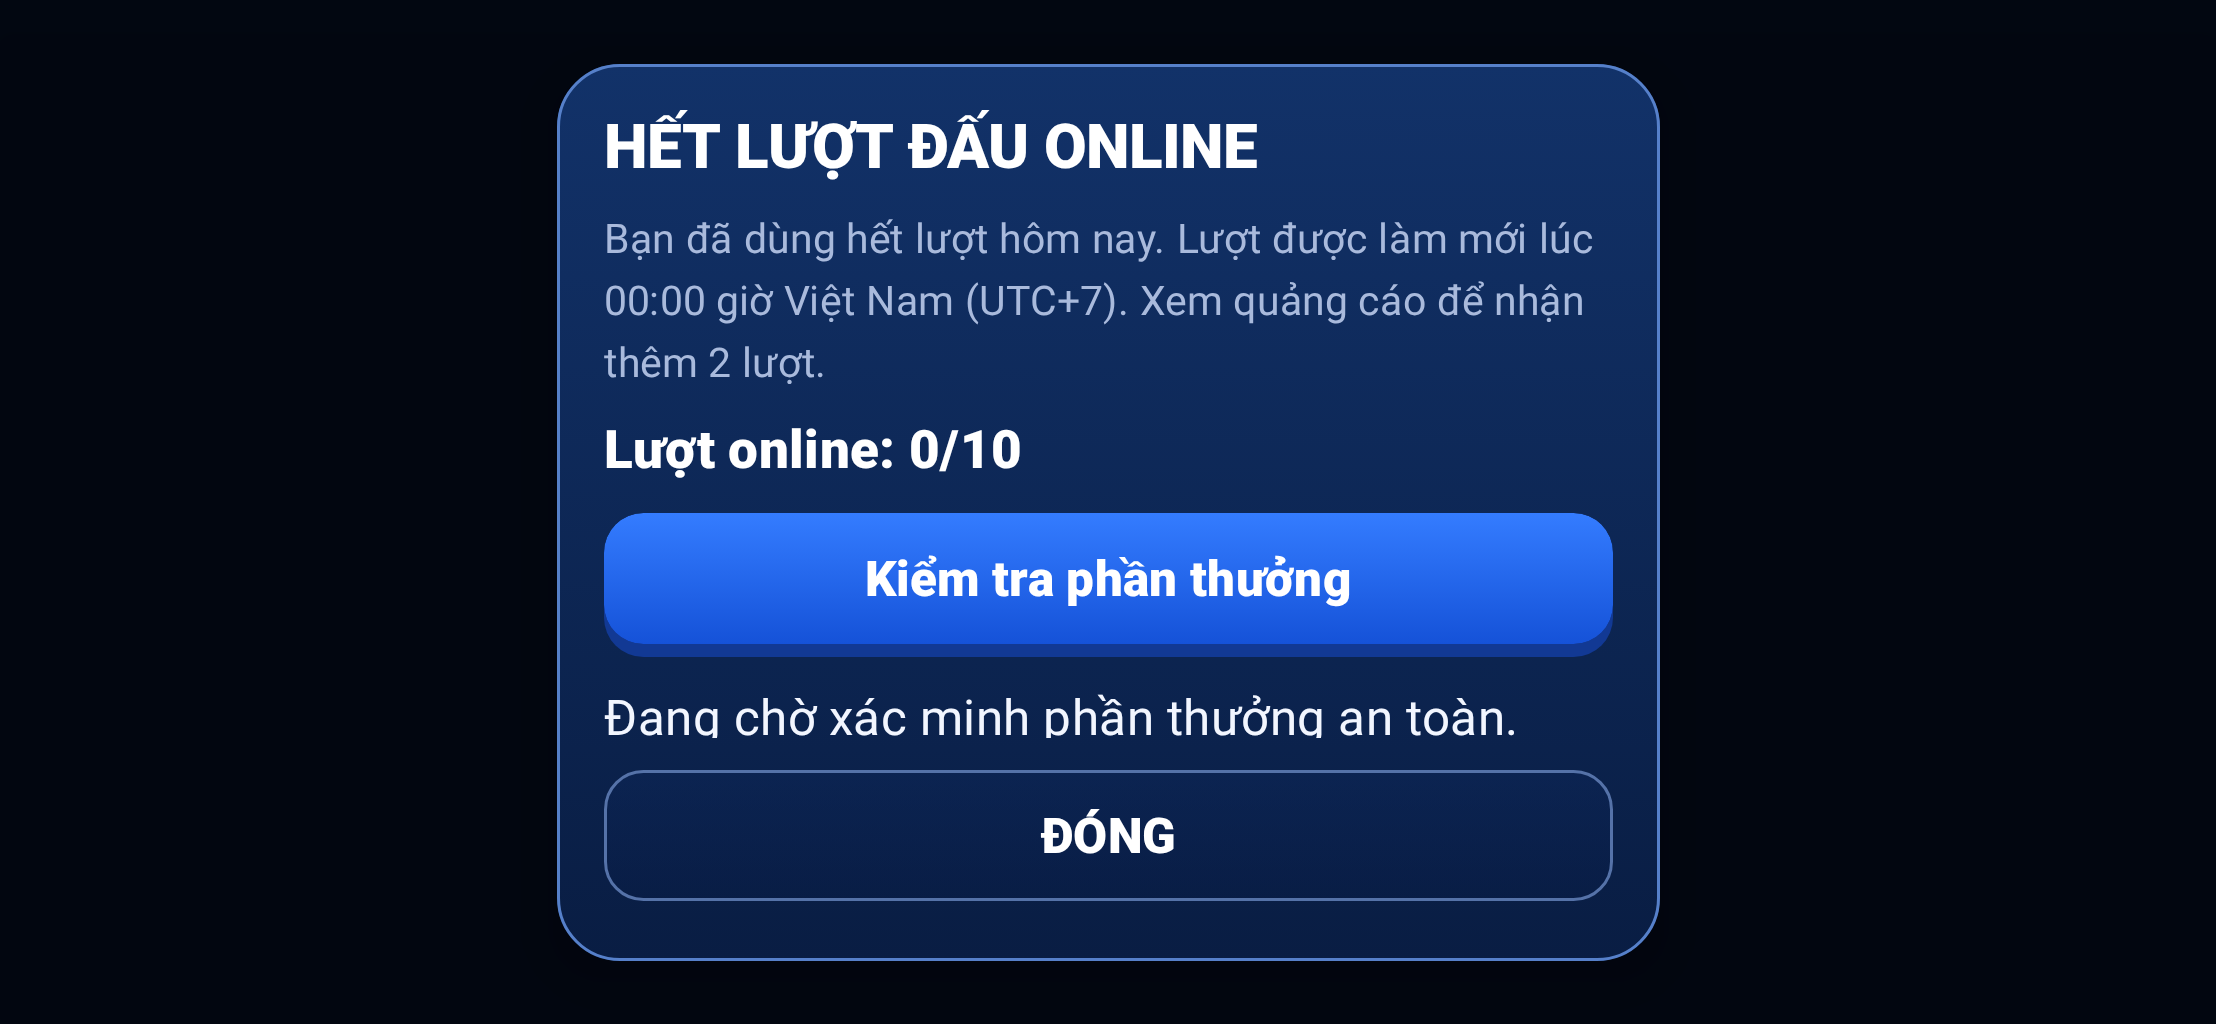 HẾT LƯỢT ĐẤU ONLINE
Bạn đã dùng hết lượt hôm nay. Lượt được làm mới lúc
00:00 giờ Việt Nam (UTC+7). Xem quảng cáo để nhận
thêm 2 lượt.
Lượt online: 0/10
Kiểm tra phần thưởng
Đang chờ xác minh phần thưởng an toàn.
ĐÓNG